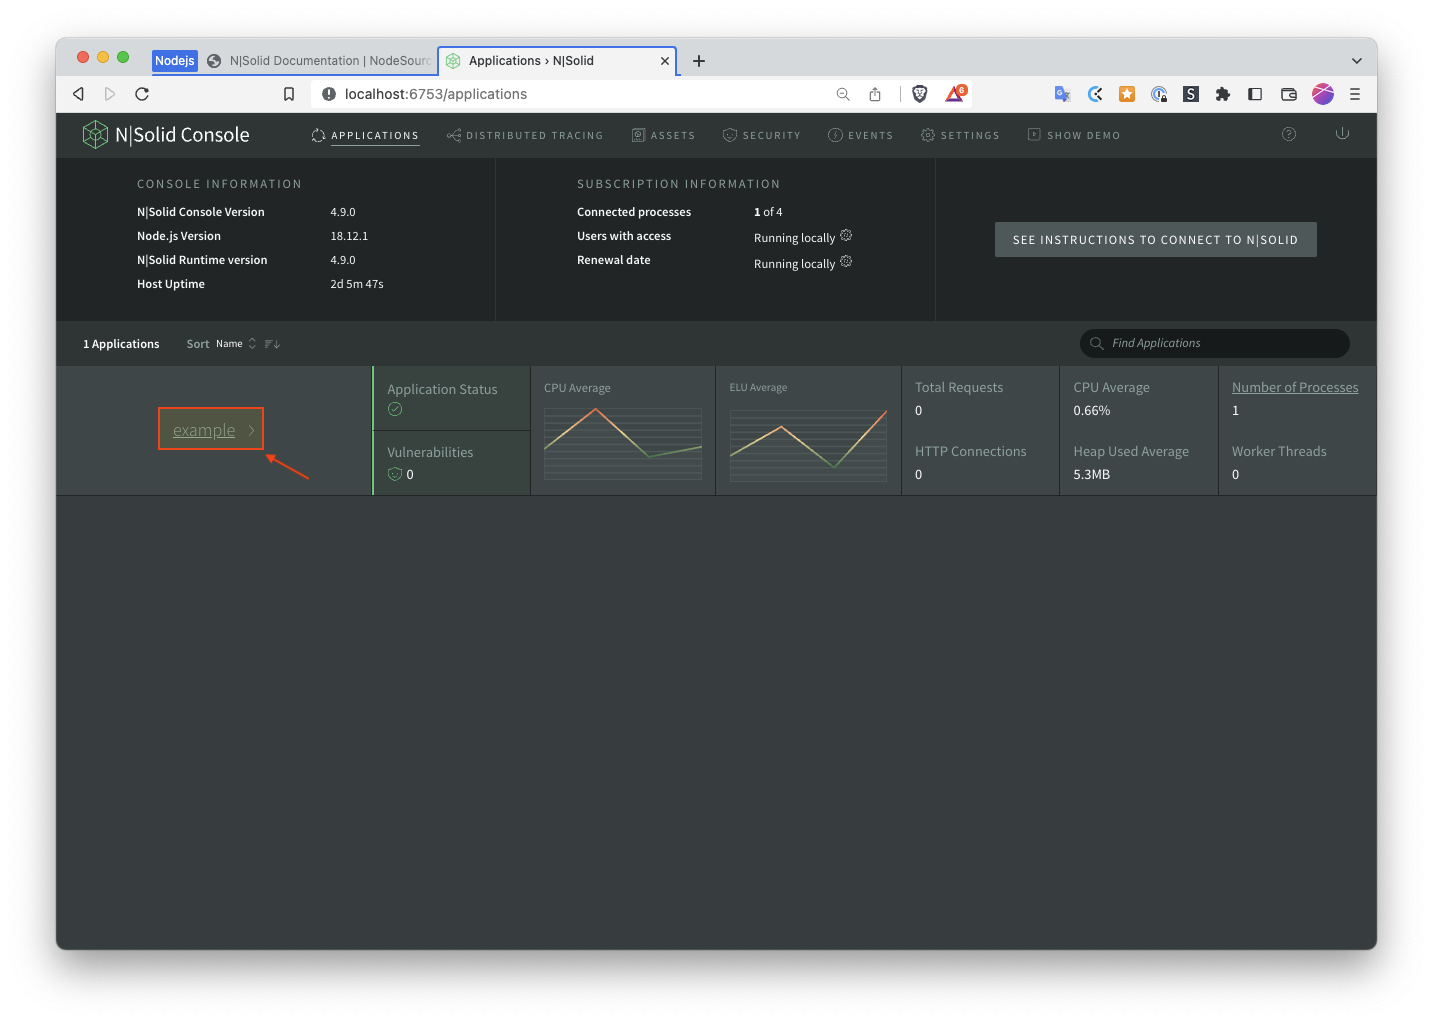 Nodejs
N|Solid Documentation | NodeSourc
Applications › N|Solid
localhost:6753/applications
6
S
N|Solid Console
APPLICATIONS
DISTRIBUTED TRACING
ASSETS
SECURITY
EVENTS
SETTINGS
SHOW DEMO
CONSOLE INFORMATION
N|Solid Console Version 4.9.0
Node.js Version 18.12.1
N|Solid Runtime version 4.9.0
Host Uptime 2d 5m 47s
SUBSCRIPTION INFORMATION
Connected processes 1 of 4
Users with access Running locally
Renewal date Running locally
SEE INSTRUCTIONS TO CONNECT TO N|SOLID
1 Applications
Sort Name
Find Applications
example
Application Status
Vulnerabilities
0
CPU Average
ELU Average
Total Requests
0
HTTP Connections
0
CPU Average
0.66%
Heap Used Average
5.3MB
Number of Processes
1
Worker Threads
0